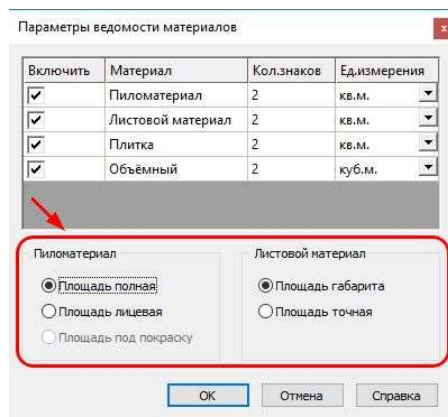 Параметры ведомости материалов
x
Включить Материал Кол.знаков Ед.измерения
Пиломатериал 2 кв.м.
Листовой материал 2 кв.м.
Плитка 2 кв.м.
Объёмный 2 куб.м.
Пиломатериал Листовой материал
Площадь полная Площадь габарита
Площадь лицевая Площадь точная
Площадь под покраску
ОК Отмена Справка